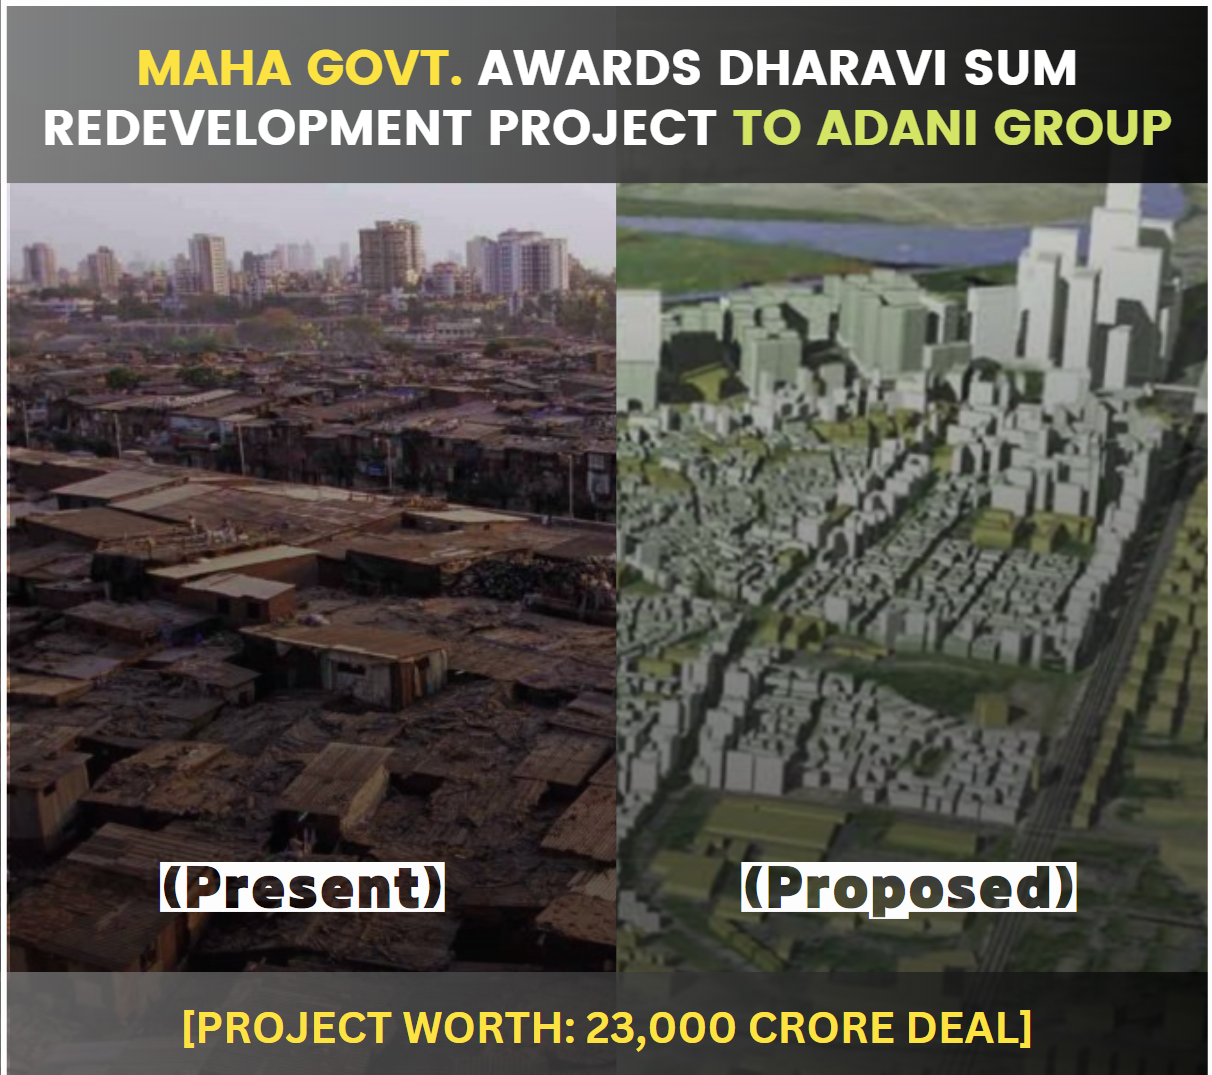 MAHA GOVT. AWARDS DHARAVI SUM
REDEVELOPMENT PROJECT TO ADANI GROUP
(Present)
(Proposed)
[PROJECT WORTH: 23,000 CRORE DEAL]